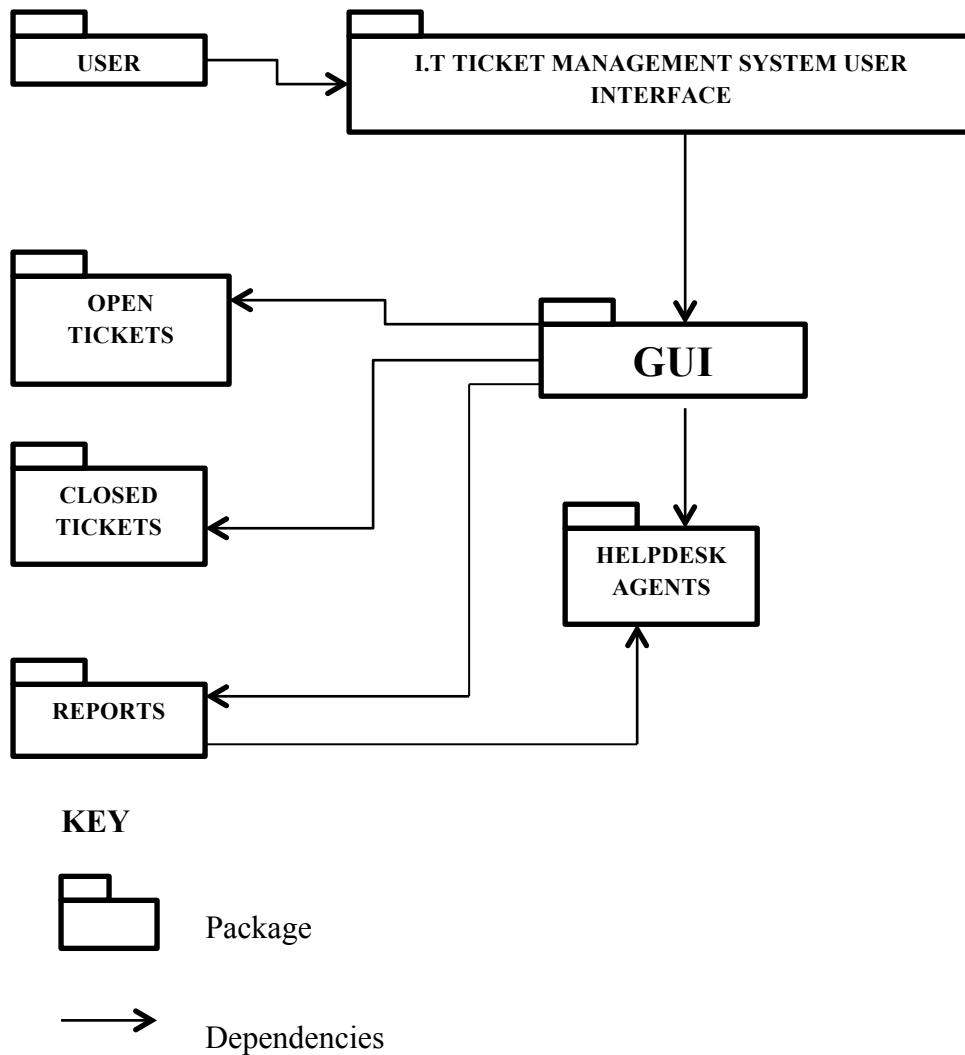 USER
I.T TICKET MANAGEMENT SYSTEM USER
INTERFACE
OPEN
TICKETS
GUI
CLOSED
TICKETS
HELPDESK
AGENTS
REPORTS
KEY
Package
Dependencies